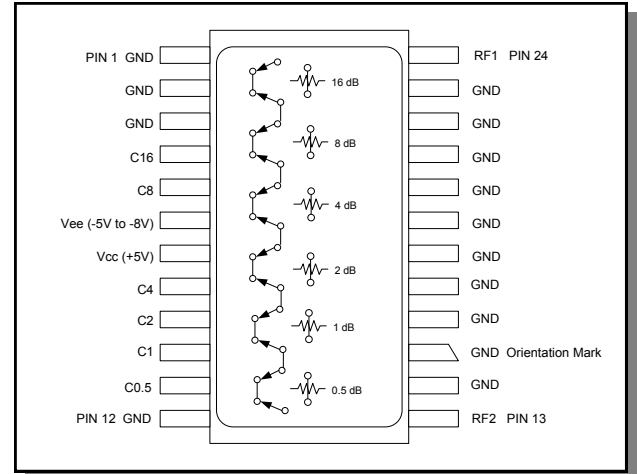 PIN 1 GND
GND
GND
C16
C8
Vee (-5V to -8V)
Vcc (+5V)
C4
C2
C1
C0.5
PIN 12 GND
16 dB
8 dB
4 dB
2 dB
1 dB
0.5 dB
RF1 PIN 24
GND
GND
GND
GND
GND
GND
GND
GND
GND Orientation Mark
GND
RF2 PIN 13